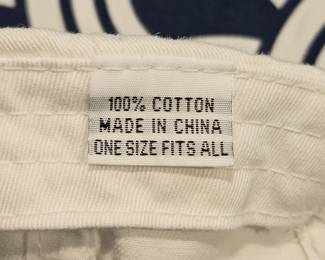 100% COTTON
MADE IN CHINA
ONE SIZE FITS ALL